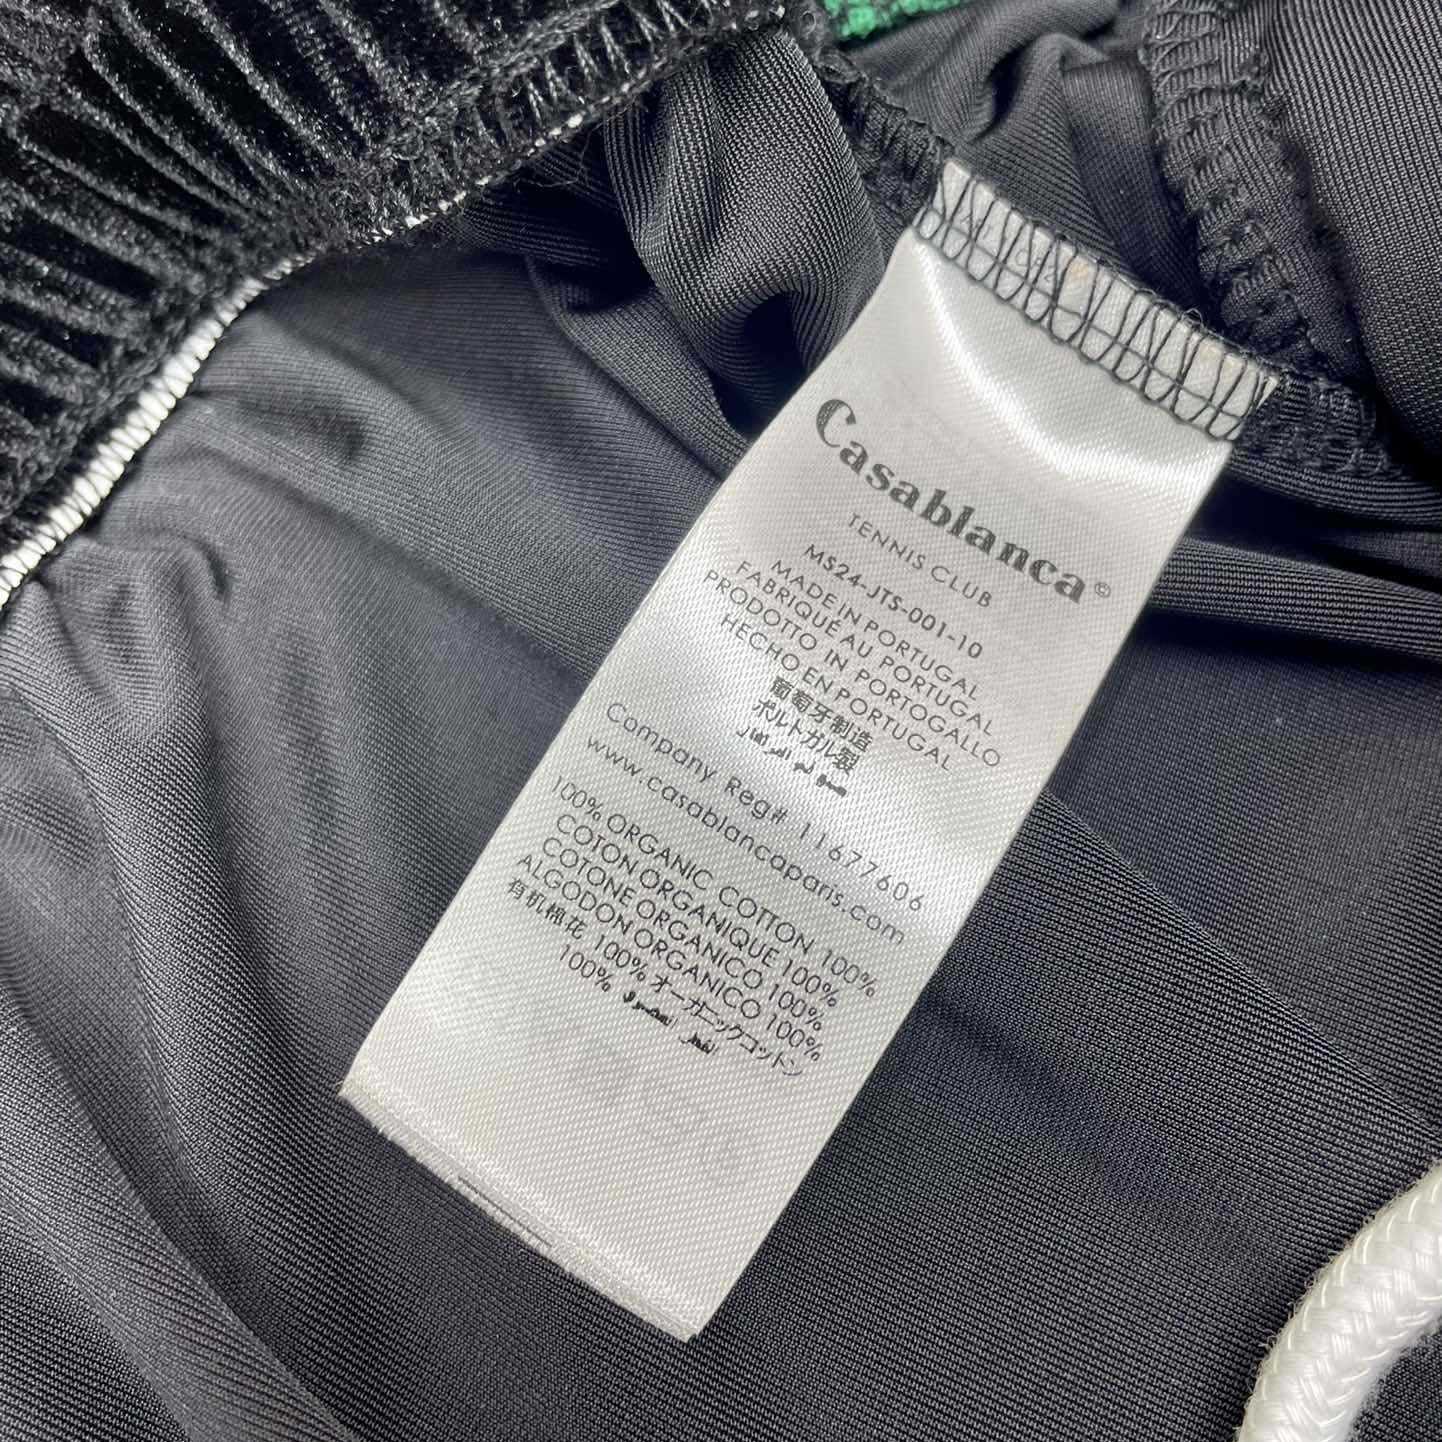 Casablanca©
TENNIS CLUB
MS24-JTS-001-10
MADE IN PORTUGAL
FABRIQUÉ AU PORTUGAL
PRODOTTO IN PORTOGALLO
HECHO EN PORTUGAL
葡萄牙制造
ポルトガル製
Company Reg# 11677606
www.casablancaparis.com
100% ORGANIC COTTON 100%
COTON ORGANIQUE 100%
COTONE ORGANICO 100%
ALGODON ORGANICO 100%
有机棉花 100% オーガニックコットン
100%